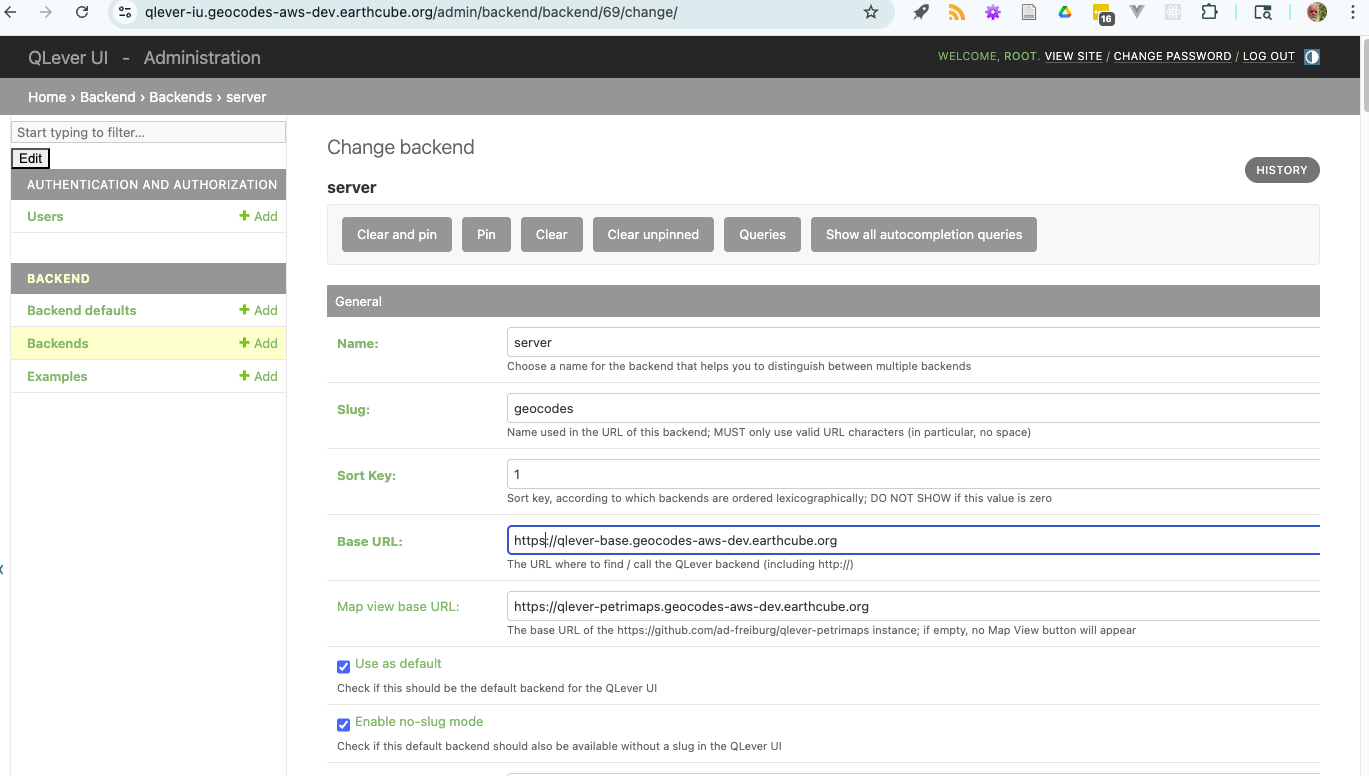 qlever-iu.geocodes-aws-dev.earthcube.org/admin/backend/backend/69/change/
16
QLever UI - Administration
WELCOME, ROOT. VIEW SITE / CHANGE PASSWORD / LOG OUT
Home › Backend › Backends › server
Start typing to filter...
Edit
AUTHENTICATION AND AUTHORIZATION
Users + Add
BACKEND
Backend defaults + Add
Backends + Add
Examples + Add
Change backend
HISTORY
server
Clear and pin Pin Clear Clear unpinned Queries Show all autocompletion queries
General
Name: server
Choose a name for the backend that helps you to distinguish between multiple backends
Slug: geocodes
Name used in the URL of this backend; MUST only use valid URL characters (in particular, no space)
Sort Key: 1
Sort key, according to which backends are ordered lexicographically; DO NOT SHOW if this value is zero
Base URL: https://qlever-base.geocodes-aws-dev.earthcube.org
The URL where to find / call the QLever backend (including http://)
Map view base URL: https://qlever-petrimaps.geocodes-aws-dev.earthcube.org
The base URL of the https://github.com/ad-freiburg/qlever-petrimaps instance; if empty, no Map View button will appear
Use as default
Check if this should be the default backend for the QLever UI
Enable no-slug mode
Check if this default backend should also be available without a slug in the QLever UI